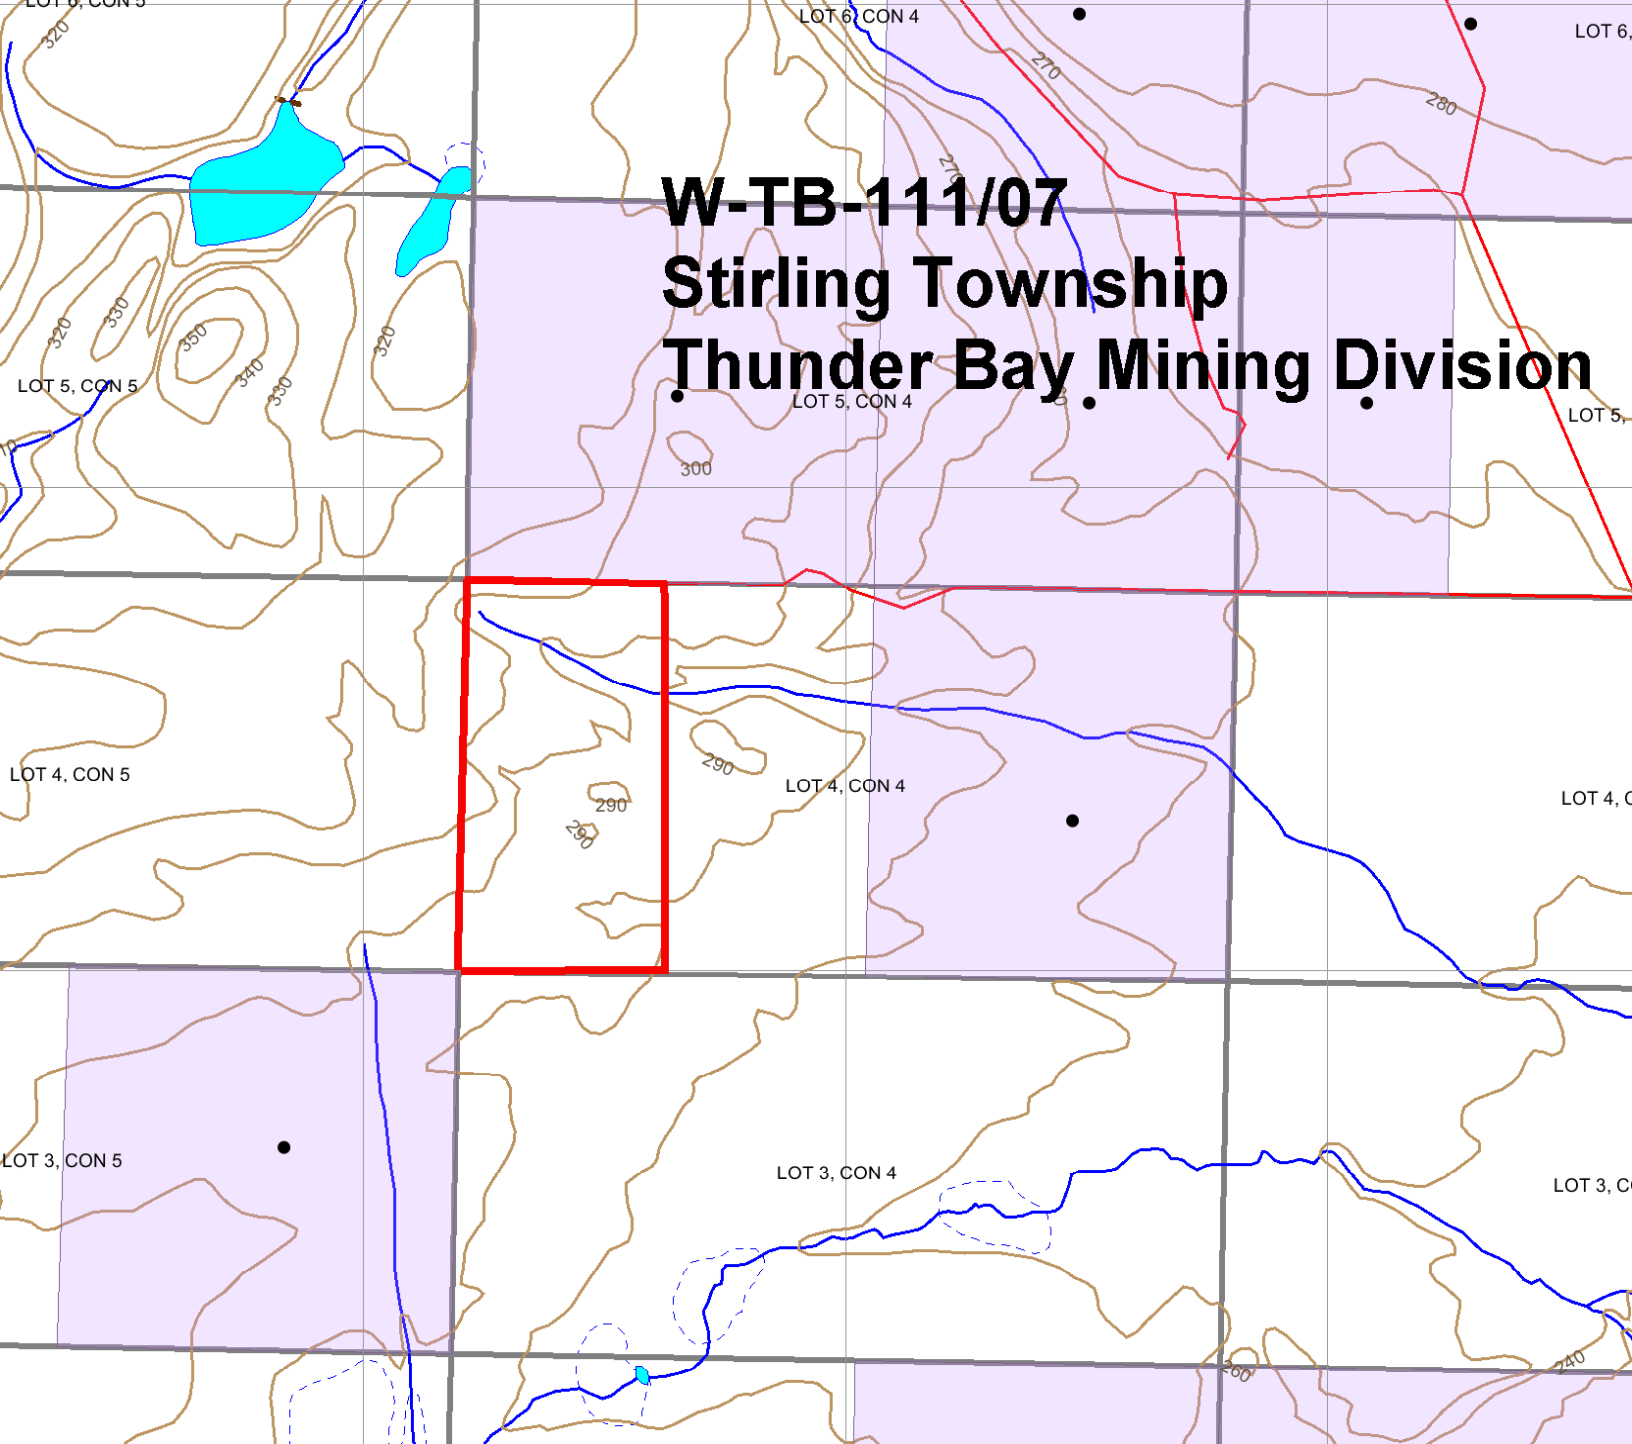 LOT 6, CON 5
LOT 6, CON 4
LOT 6,
320
270
280
270
W-TB-111/07
Stirling Township
Thunder Bay Mining Division
320
330
350
340
330
320
LOT 5, CON 5
LOT 5, CON 4
LOT 5,
300
LOT 4, CON 5
290
290
290
LOT 4, CON 4
LOT 4, C
LOT 3, CON 5
LOT 3, CON 4
LOT 3, C
260
240